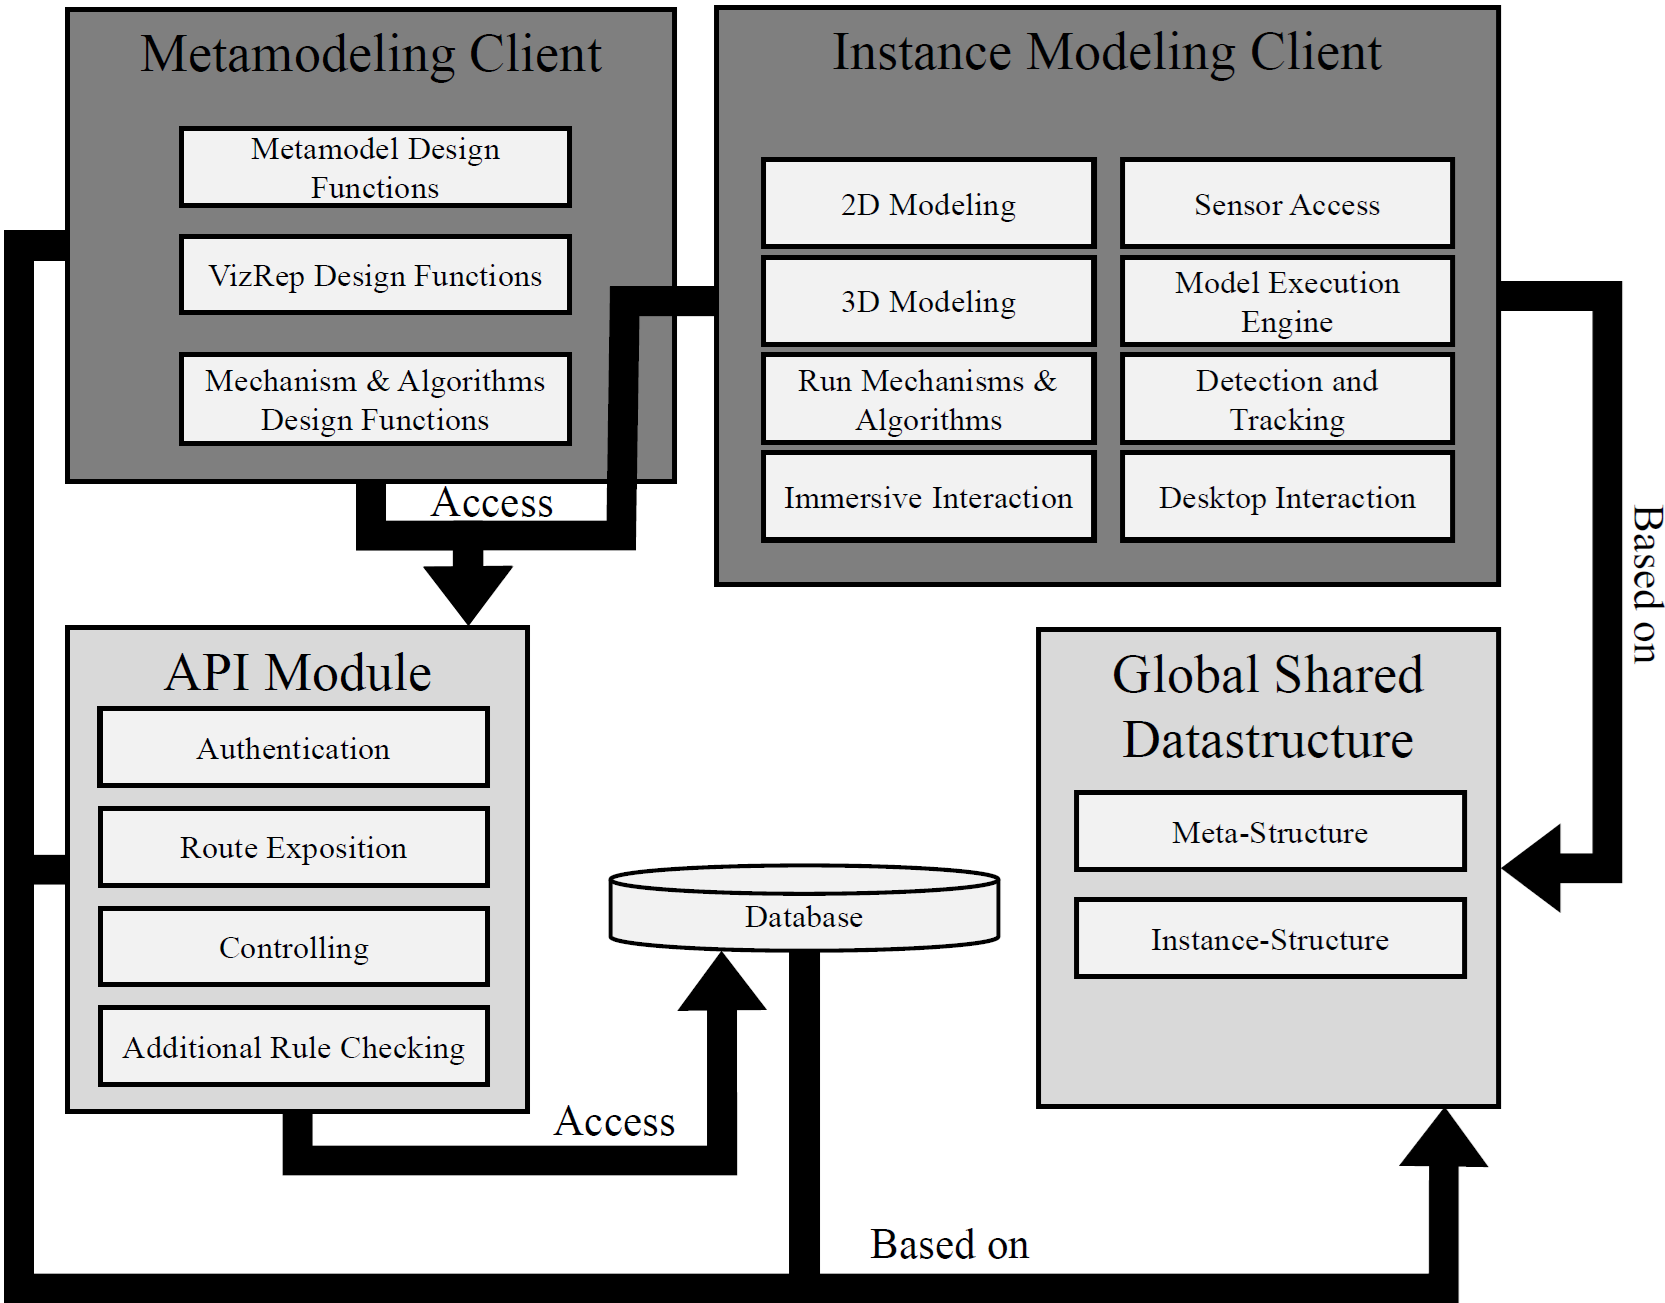 Metamodeling Client
Metamodel Design
Functions
VizRep Design Functions
Mechanism & Algorithms
Design Functions
Instance Modeling Client
2D Modeling
Sensor Access
3D Modeling
Model Execution
Engine
Run Mechanisms &
Algorithms
Detection and
Tracking
Immersive Interaction
Desktop Interaction
Access
Based on
API Module
Authentication
Route Exposition
Controlling
Additional Rule Checking
Global Shared
Datastructure
Meta-Structure
Instance-Structure
Database
Access
Based on